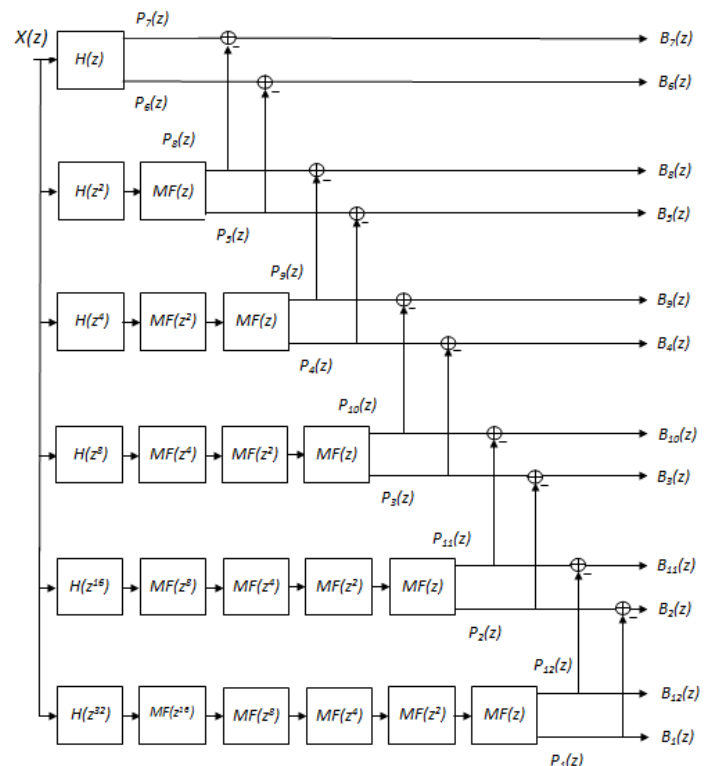 P₇(z)
X(z)
H(z)
−
B₇(z)
P₆(z)
−
B₆(z)
P₈(z)
H(z²)
MF(z)
−
B₈(z)
P₅(z)
−
B₅(z)
P₉(z)
H(z⁴)
MF(z²)
MF(z)
−
B₉(z)
P₄(z)
−
B₄(z)
P₁₀(z)
H(z⁸)
MF(z⁴)
MF(z²)
MF(z)
−
B₁₀(z)
P₃(z)
−
B₃(z)
P₁₁(z)
H(z¹⁶)
MF(z⁸)
MF(z⁴)
MF(z²)
MF(z)
−
B₁₁(z)
P₂(z)
−
B₂(z)
P₁₂(z)
H(z³²)
MF(z¹⁶)
MF(z⁸)
MF(z⁴)
MF(z²)
MF(z)
B₁₂(z)
P₁(z)
B₁(z)